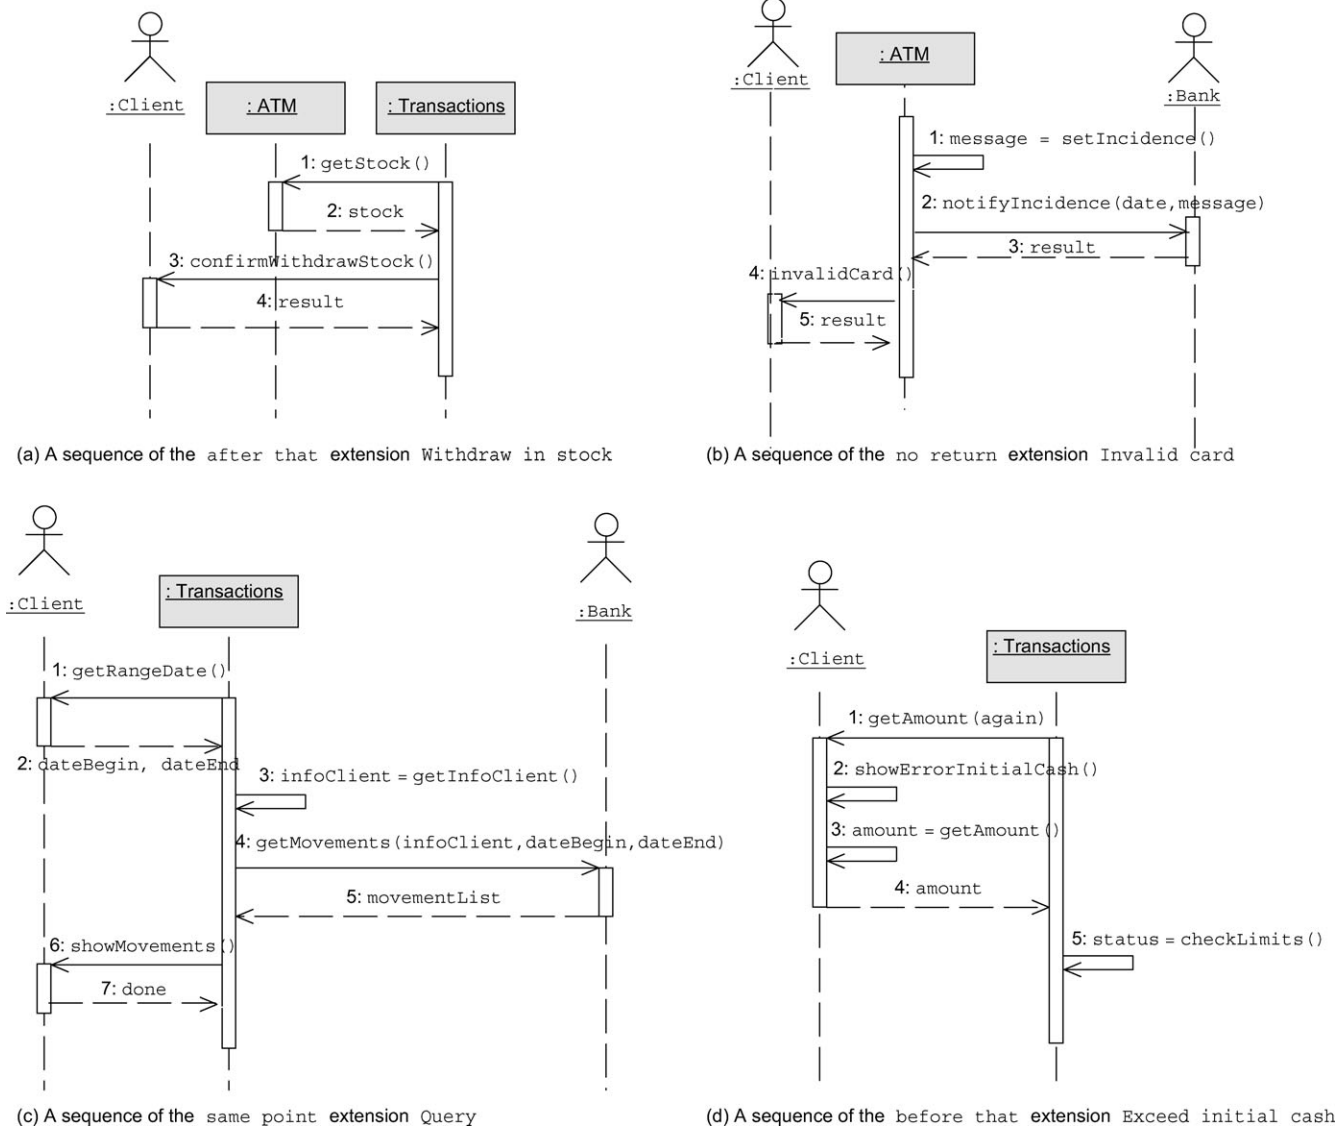 :Client
: ATM
: Transactions
1: getStock()
2: stock
3: confirmWithdrawStock()
4: result
(a) A sequence of the after that extension Withdraw in stock
:Client
: ATM
:Bank
1: message = setIncidence()
2: notifyIncidence(date,message)
3: result
4: invalidCard()
5: result
(b) A sequence of the no return extension Invalid card
:Client
: Transactions
:Bank
1: getRangeDate()
2: dateBegin, dateEnd
3: infoClient = getInfoClient()
4: getMovements(infoClient,dateBegin,dateEnd)
5: movementList
6: showMovements()
7: done
(c) A sequence of the same point extension Query
:Client
: Transactions
1: getAmount(again)
2: showErrorInitialCash()
3: amount = getAmount()
4: amount
5: status = checkLimits()
(d) A sequence of the before that extension Exceed initial cash